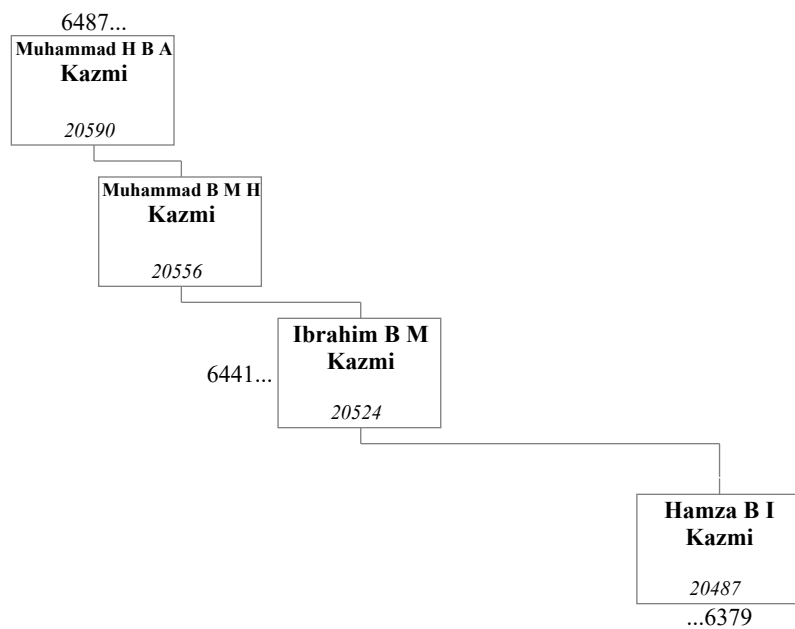 6487...
Muhammad H B A
Kazmi
20590
Muhammad B M H
Kazmi
20556
Ibrahim B M
Kazmi
6441...
20524
Hamza B I
Kazmi
20487
...6379